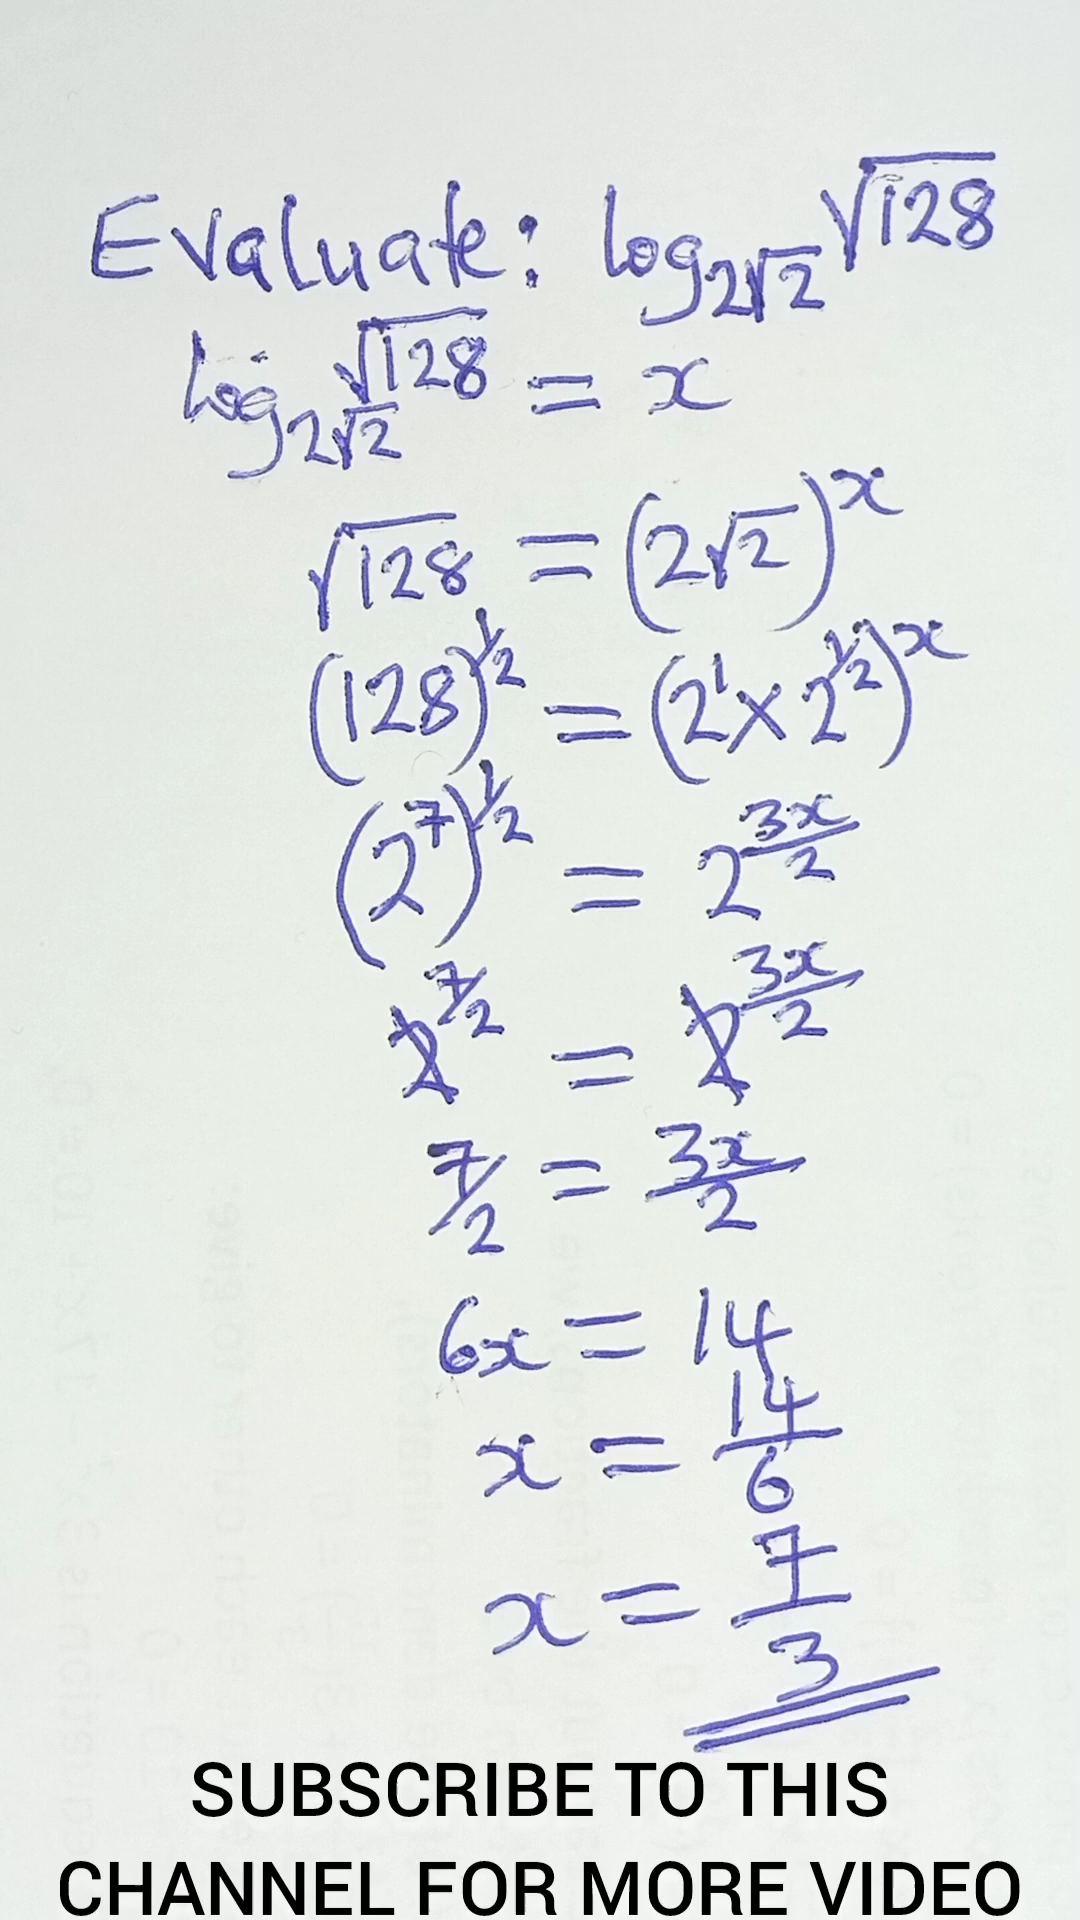 Evaluate: log₂√₂ √128
log₂√₂ √128 = x
√128 = (2√2)ˣ
(128)^1/2 = (2¹ × 2^1/2)ˣ
(2⁷)^1/2 = 2^3x/2
2^7/2 = 2^3x/2
7/2 = 3x/2
6x = 14
x = 14/6
x = 7/3
SUBSCRIBE TO THIS
CHANNEL FOR MORE VIDEO